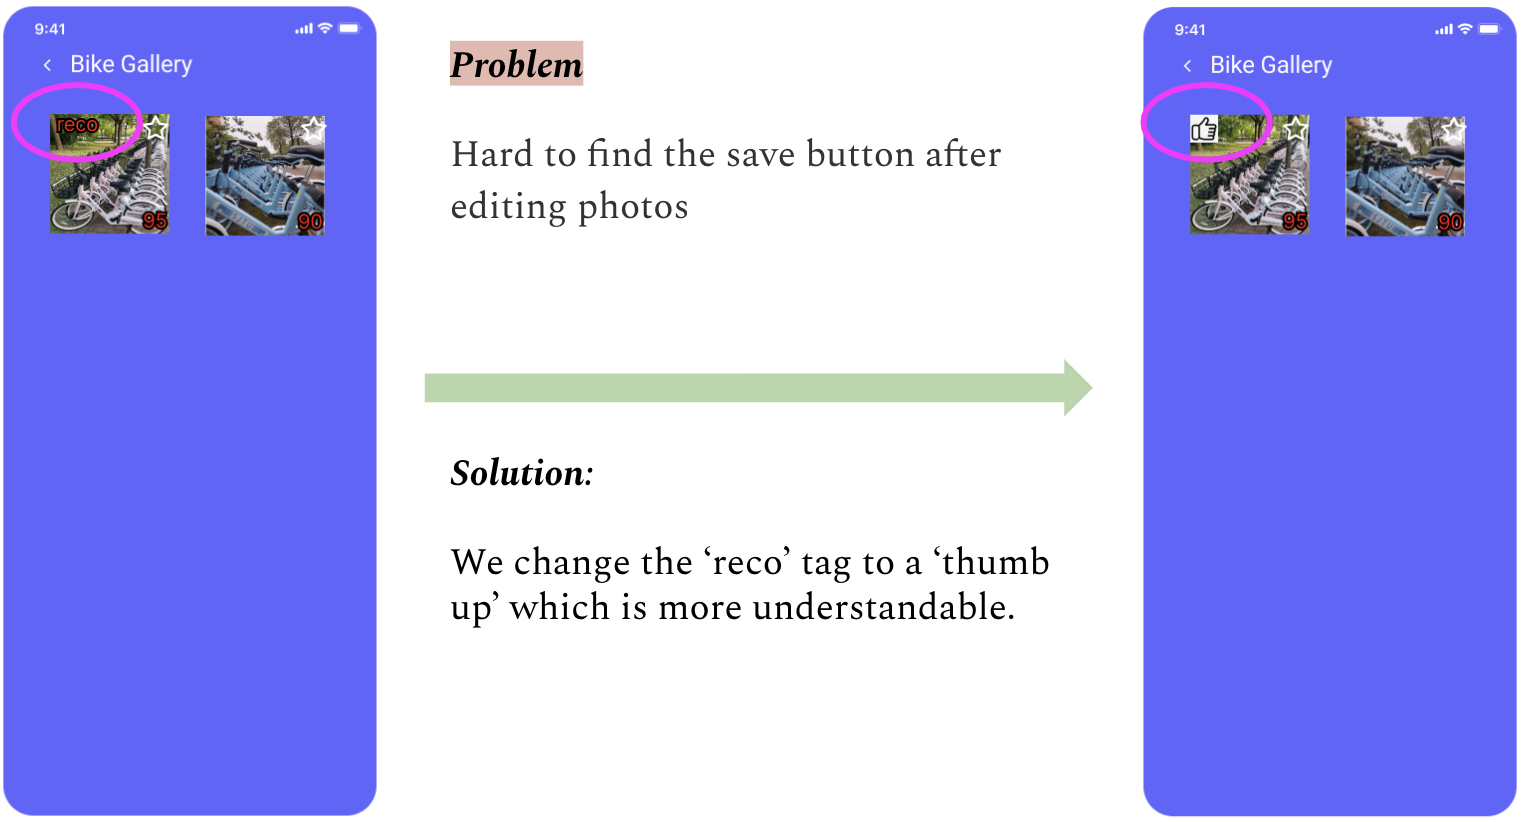 9:41
Bike Gallery
reco
95
90
Problem
Hard to find the save button after
editing photos
Solution:
We change the ‘reco’ tag to a ‘thumb
up’ which is more understandable.
9:41
Bike Gallery
95
90